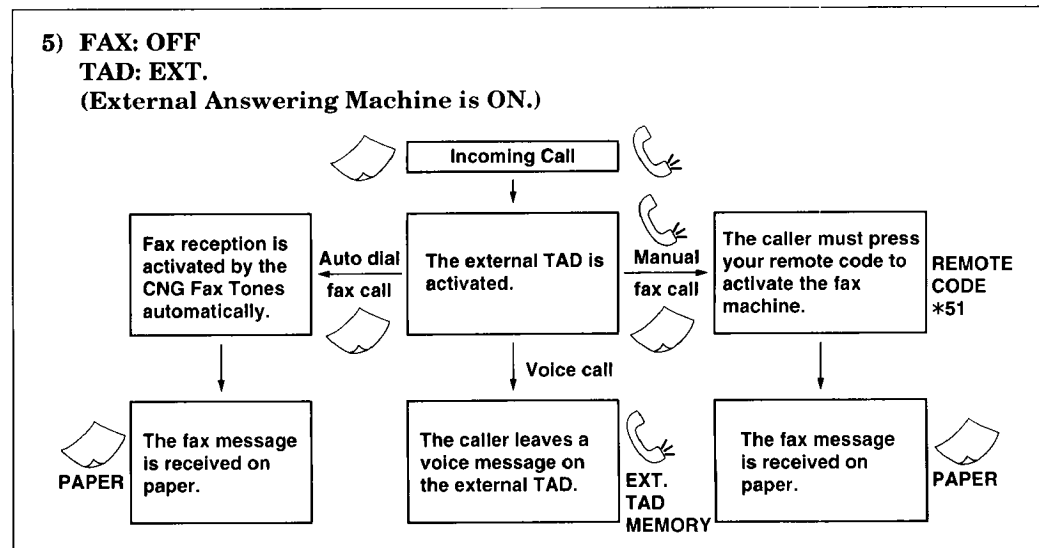 5) FAX: OFF
TAD: EXT.
(External Answering Machine is ON.)
Incoming Call
Fax reception is
activated by the
CNG Fax Tones
automatically.
Auto dial
fax call
The external TAD is
activated.
Manual
fax call
The caller must press
your remote code to
activate the fax
machine.
REMOTE
CODE
*51
Voice call
PAPER
The fax message
is received on
paper.
The caller leaves a
voice message on
the external TAD.
EXT.
TAD
MEMORY
The fax message
is received on
paper.
PAPER